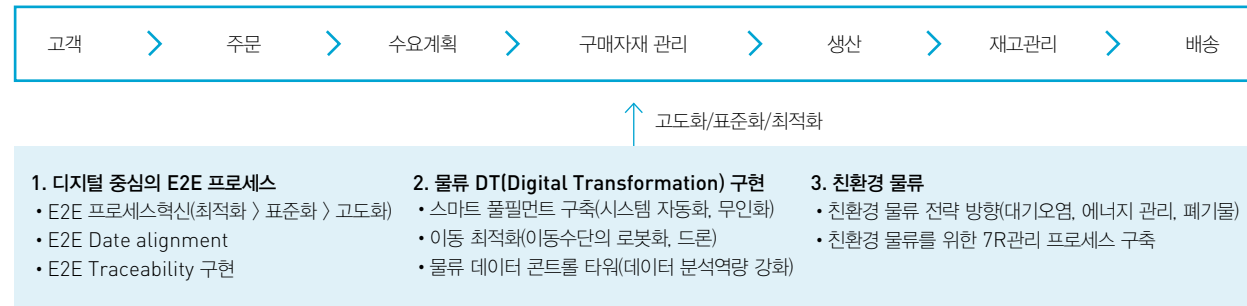 고객 > 주문 > 수요계획 > 구매자재 관리 > 생산 > 재고관리 > 배송
고도화/표준화/최적화
1. 디지털 중심의 E2E 프로세스
• E2E 프로세스혁신(최적화 > 표준화 > 고도화)
• E2E Date alignment
• E2E Traceability 구현
2. 물류 DT(Digital Transformation) 구현
• 스마트 풀필먼트 구축(시스템 자동화, 무인화)
• 이동 최적화(이동수단의 로봇화, 드론)
• 물류 데이터 콘트롤 타워(데이터 분석역량 강화)
3. 친환경 물류
• 친환경 물류 전략 방향(대기오염, 에너지 관리, 폐기물)
• 친환경 물류를 위한 7R관리 프로세스 구축